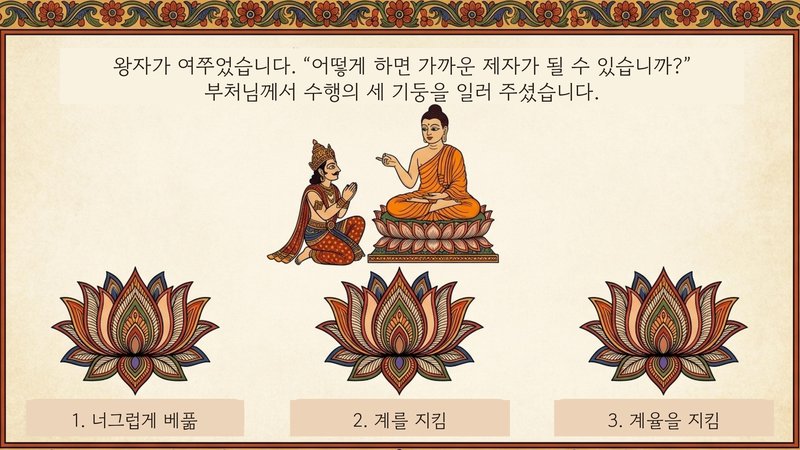 왕자가 여쭈었습니다. “어떻게 하면 가까운 제자가 될 수 있습니까?”
부처님께서 수행의 세 기둥을 일러 주셨습니다.
1. 너그럽게 베풂
2. 계를 지킴
3. 계율을 지킴